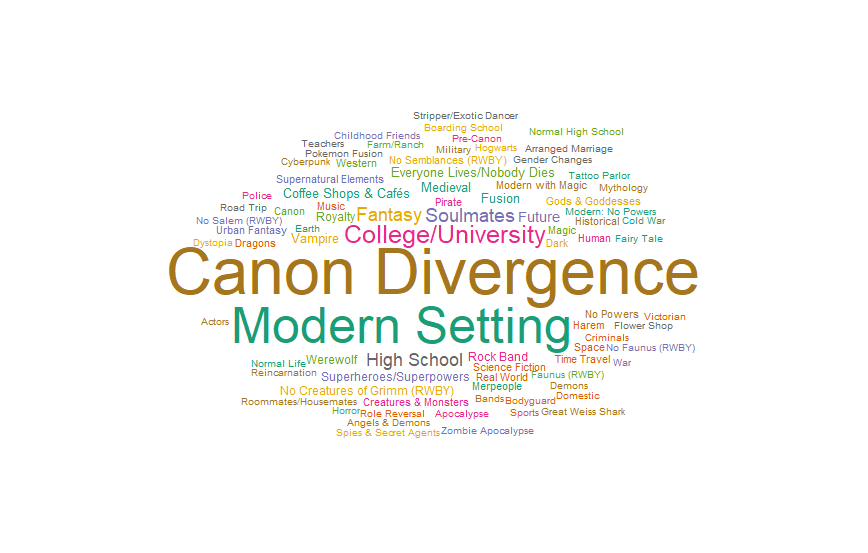 Stripper/Exotic Dancer
Boarding School
Childhood Friends
Pre-Canon
Normal High School
Teachers
Farm/Ranch
Military
Hogwarts
Arranged Marriage
Pokemon Fusion
Cyberpunk
Western
No Semblances (RWBY)
Gender Changes
Everyone Lives/Nobody Dies
Tattoo Parlor
Supernatural Elements
Medieval
Modern with Magic
Mythology
Police
Coffee Shops & Cafés
Pirate
Fusion
Gods & Goddesses
Road Trip
Canon
Music
Royalty
Fantasy
Soulmates
Future
Modern: No Powers
No Salem (RWBY)
Historical
Cold War
Urban Fantasy
Earth
Vampire
College/University
Magic
Dystopia
Dragons
Dark
Human
Fairy Tale
Canon Divergence
Modern Setting
Actors
No Powers
Victorian
Harem
Flower Shop
Criminals
Space
No Faunus (RWBY)
Normal Life
Werewolf
High School
Rock Band
Time Travel
War
Reincarnation
Science Fiction
Superheroes/Superpowers
Real World
Faunus (RWBY)
No Creatures of Grimm (RWBY)
Merpeople
Demons
Roommates/Housemates
Creatures & Monsters
Bands
Bodyguard
Domestic
Horror
Role Reversal
Apocalypse
Sports
Great Weiss Shark
Angels & Demons
Spies & Secret Agents
Zombie Apocalypse